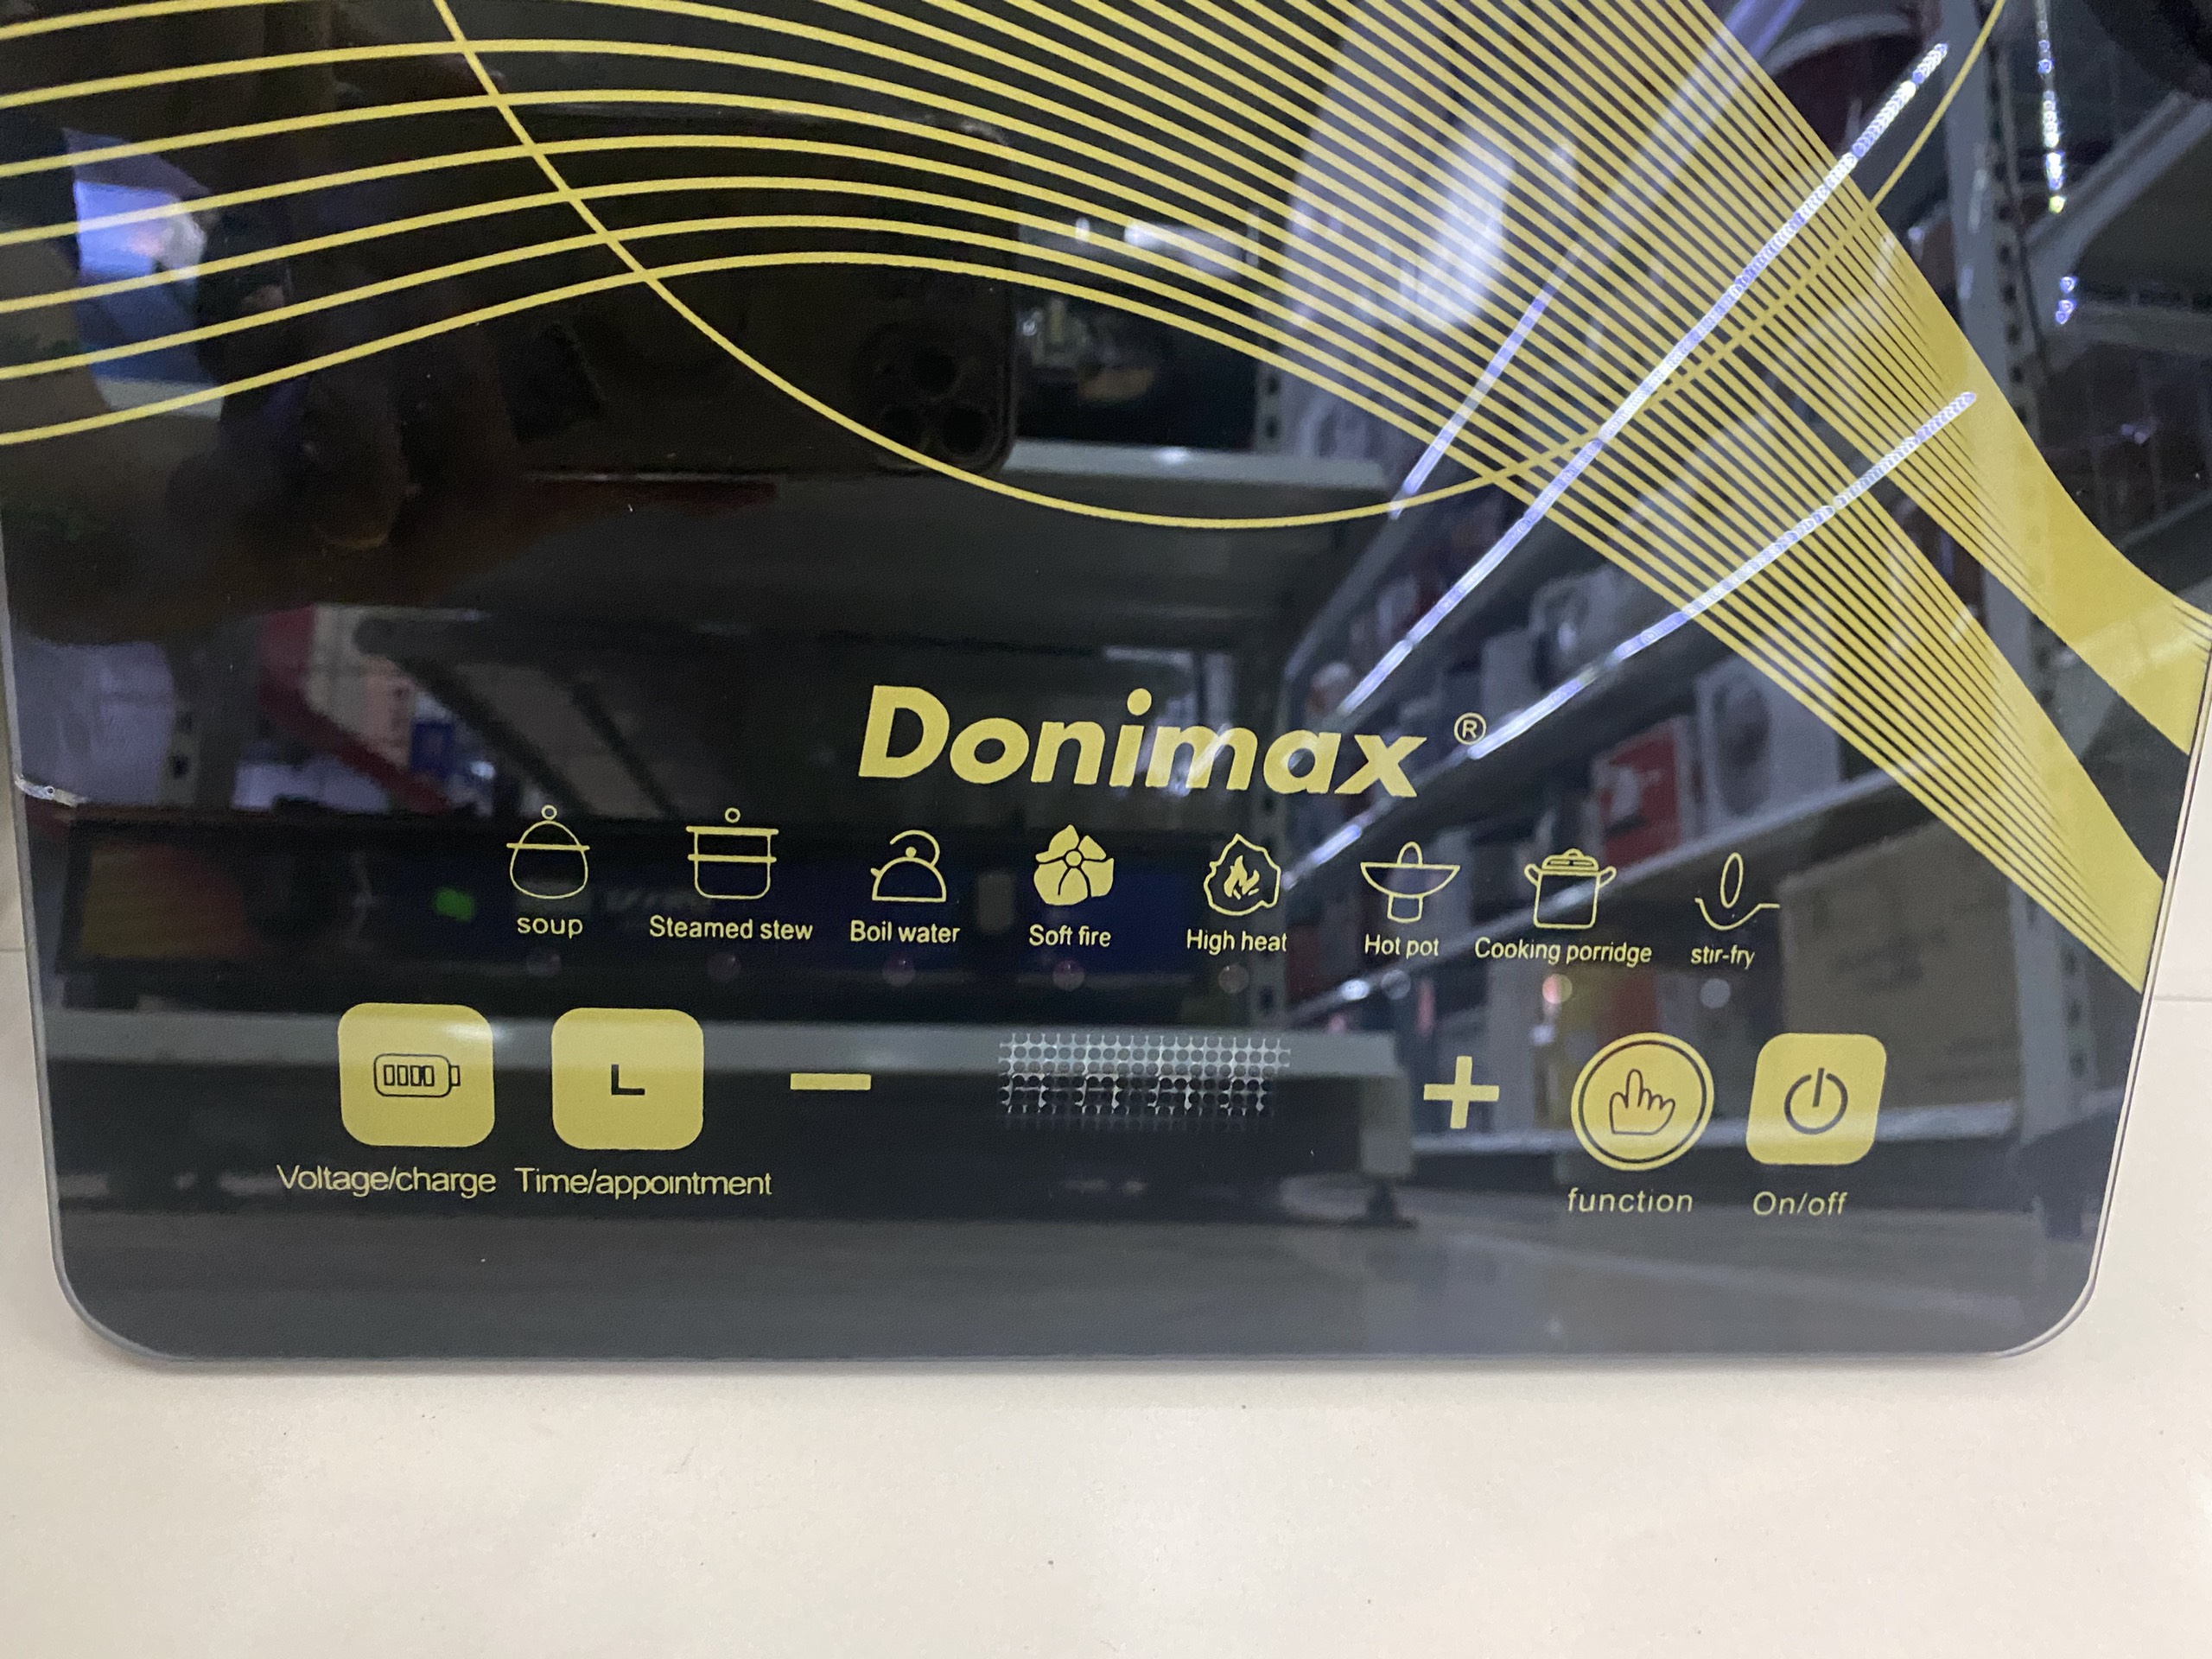 Donimax ®
soup Steamed stew Boil water Soft fire High heat Hot pot Cooking porridge stir-fry
Voltage/charge Time/appointment function On/off